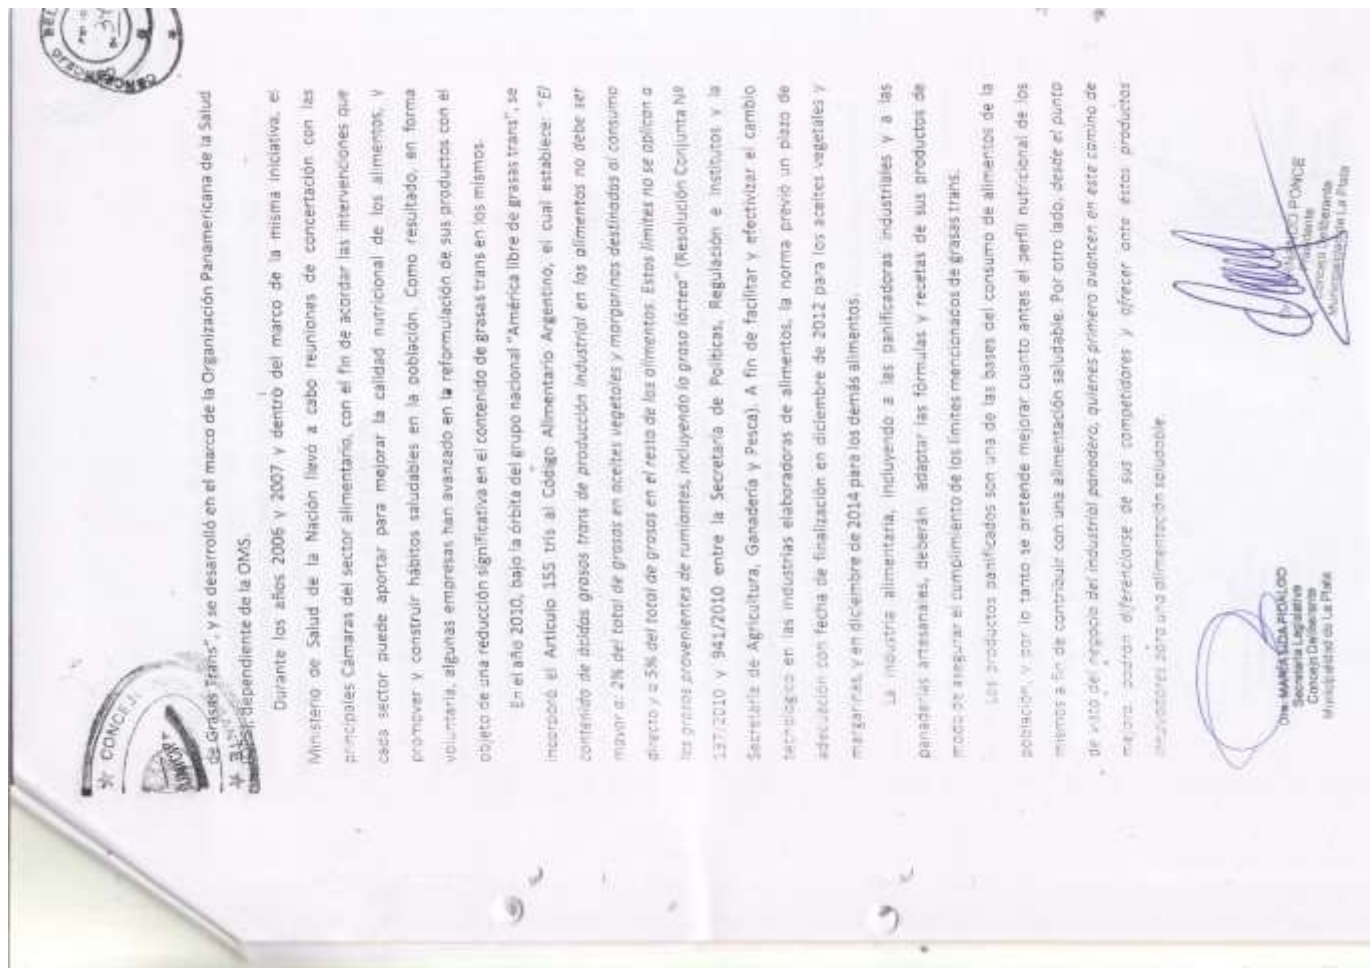 CONCEJO
de Grasas Trans", y se desarrolló en el marco de la Organización Panamericana de la Salud
dependiente de la OMS.
Durante los años 2006 y 2007 y dentro del marco de la misma iniciativa, el
Ministerio de Salud de la Nación llevó a cabo reuniones de concertación con las
principales Cámaras del sector alimentario, con el fin de acordar las intervenciones que
cada sector puede aportar para mejorar la calidad nutricional de los alimentos, y
promover y construir hábitos saludables en la población. Como resultado, en forma
voluntaria, algunas empresas han avanzado en la reformulación de sus productos con el
objeto de una reducción significativa en el contenido de grasas trans en los mismos.
En el año 2010, bajo la órbita del grupo nacional "América libre de grasas trans", se
incorporó el Artículo 155 tris al Código Alimentario Argentino, el cual establece: "El
contenido de ácidos grasos trans de producción industrial en los alimentos no debe ser
mayor a: 2% del total de grasas en aceites vegetales y margarinas destinadas al consumo
directo y a 5% del total de grasas en el resto de los alimentos. Estos límites no se aplican a
las grasas provenientes de rumiantes, incluyendo la grasa láctea" (Resolución Conjunta Nº
137/2010 y 941/2010 entre la Secretaría de Políticas, Regulación e Institutos y la
Secretaría de Agricultura, Ganadería y Pesca). A fin de facilitar y efectivizar el cambio
tecnológico en las industrias elaboradoras de alimentos, la norma previó un plazo de
adecuación con fecha de finalización en diciembre de 2012 para los aceites vegetales y
margarinas, y en diciembre de 2014 para los demás alimentos.
La industria alimentaria, incluyendo a las panificadoras industriales y a las
panaderías artesanales, deberán adaptar las fórmulas y recetas de sus productos de
modo de asegurar el cumplimiento de los límites mencionados de grasas trans.
Los productos panificados son una de las bases del consumo de alimentos de la
población, y por lo tanto se pretende mejorar cuanto antes el perfil nutricional de los
mismos a fin de contribuir con una alimentación saludable. Por otro lado, desde el punto
de vista del negocio del industrial panadero, quienes primero avancen en este camino de
mejora, podrán diferenciarse de sus competidores y ofrecer ante estos productos
para una alimentación saludable.
Dra. MARIA
Secretaria Legislativa
Concejo Deliberante
Municipalidad de La Plata
PONCE
Presidente
Concejo Deliberante
Municipalidad de La Plata